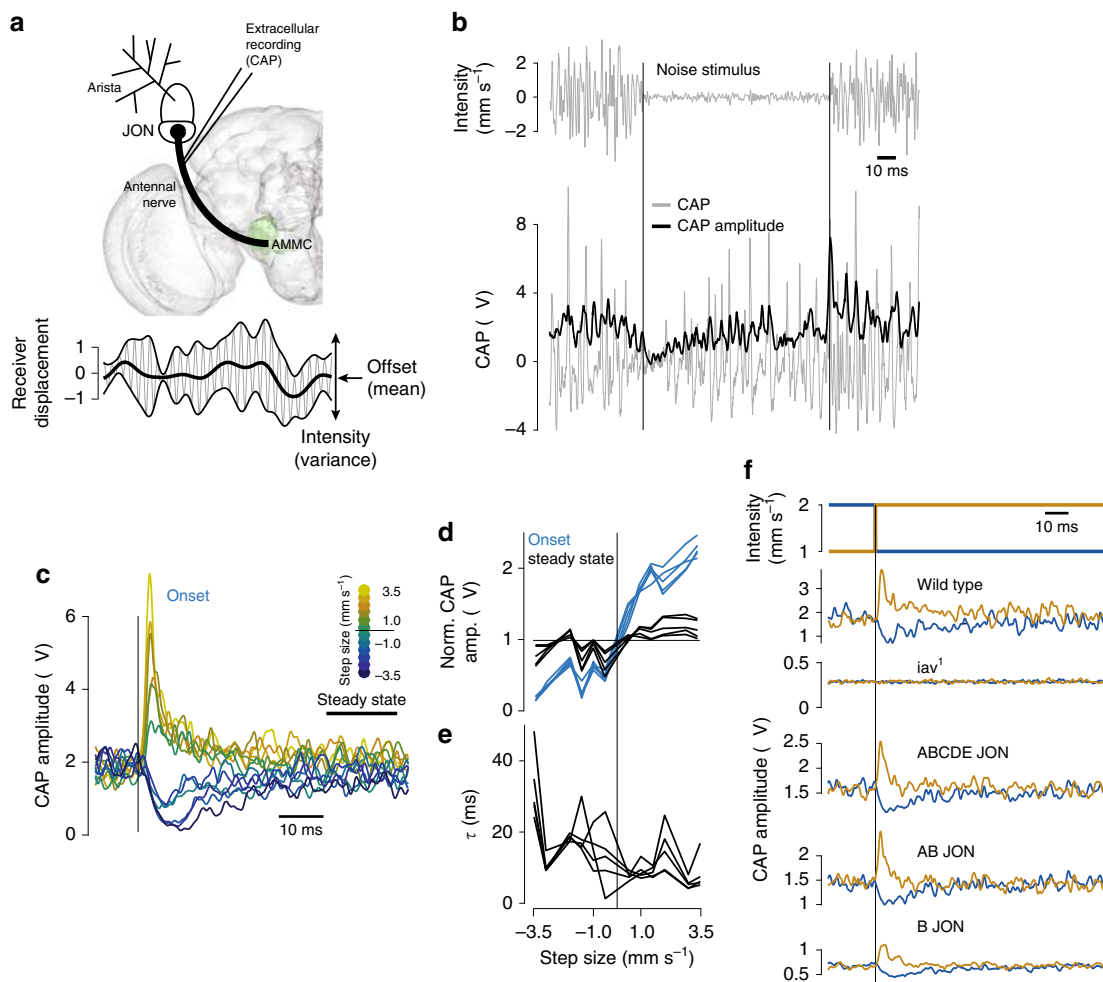 a
Extracellular
recording
(CAP)
Arista
JON
Antennal
nerve
AMMC
Receiver
displacement
1
0
−1
Offset
(mean)
Intensity
(variance)
b
Intensity
(mm s⁻¹)
2
0
−2
Noise stimulus
10 ms
CAP
CAP amplitude
CAP ( V)
8
4
0
−4
c
Onset
CAP amplitude ( V)
6
4
2
0
Step size (mm s⁻¹)
3.5
1.0
−1.0
−3.5
Steady state
10 ms
d
Onset
steady state
Norm. CAP
amp. ( V)
2
1
0
e
τ (ms)
40
20
0
−3.5
−1.0
1.0
3.5
Step size (mm s⁻¹)
f
Intensity
(mm s⁻¹)
2
1
10 ms
Wild type
3
2
1
iav¹
0.5
0
CAP amplitude ( V)
ABCDE JON
2.5
1.5
AB JON
2
1.5
1
B JON
1
0.5